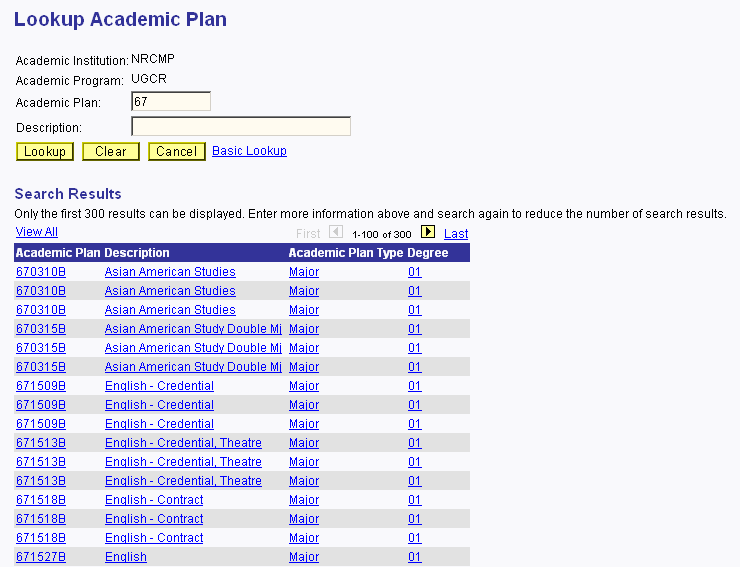 Lookup Academic Plan
Academic Institution: NRCMP
Academic Program: UGCR
Academic Plan: 67
Description:
Lookup Clear Cancel Basic Lookup
Search Results
Only the first 300 results can be displayed. Enter more information above and search again to reduce the number of search results.
View All First 1-100 of 300 Last
Academic Plan Description Academic Plan Type Degree
670310B Asian American Studies Major 01
670310B Asian American Studies Major 01
670310B Asian American Studies Major 01
670315B Asian American Study Double Mj Major 01
670315B Asian American Study Double Mj Major 01
670315B Asian American Study Double Mj Major 01
671509B English - Credential Major 01
671509B English - Credential Major 01
671509B English - Credential Major 01
671513B English - Credential, Theatre Major 01
671513B English - Credential, Theatre Major 01
671513B English - Credential, Theatre Major 01
671518B English - Contract Major 01
671518B English - Contract Major 01
671518B English - Contract Major 01
671527B English Major 01